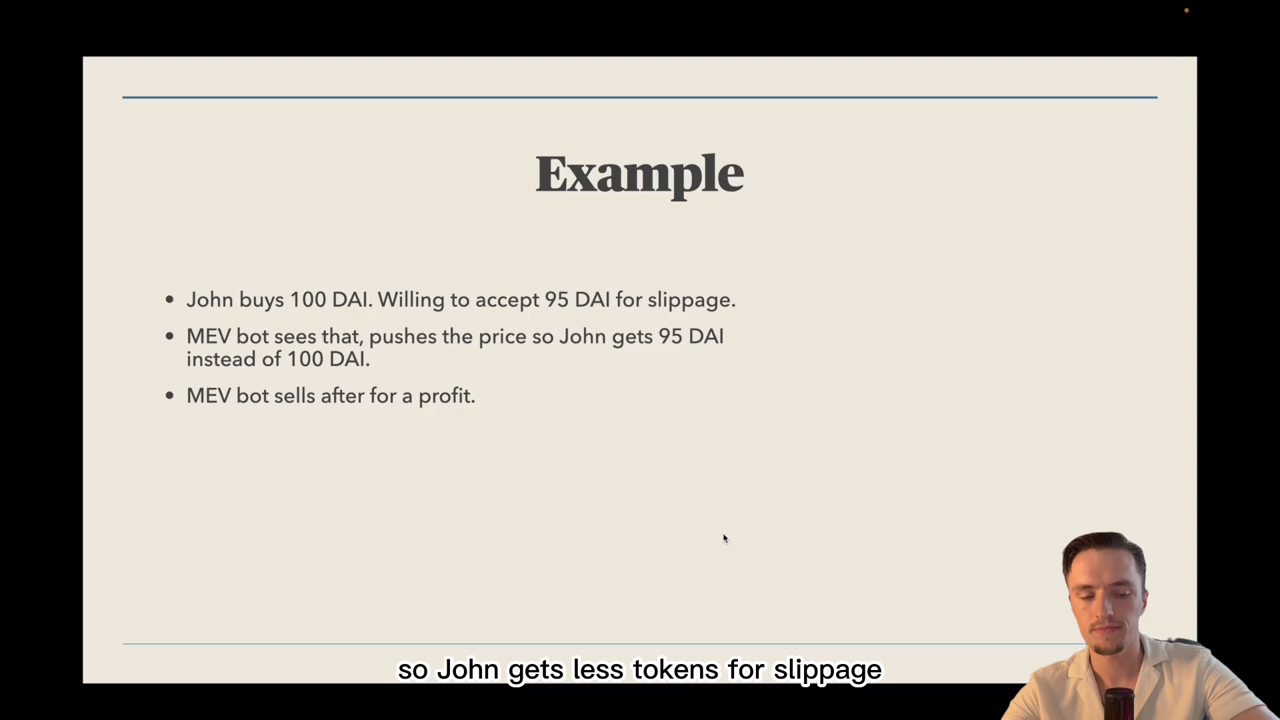 Example
• John buys 100 DAI. Willing to accept 95 DAI for slippage.
• MEV bot sees that, pushes the price so John gets 95 DAI
instead of 100 DAI.
• MEV bot sells after for a profit.
so John gets less tokens for slippage